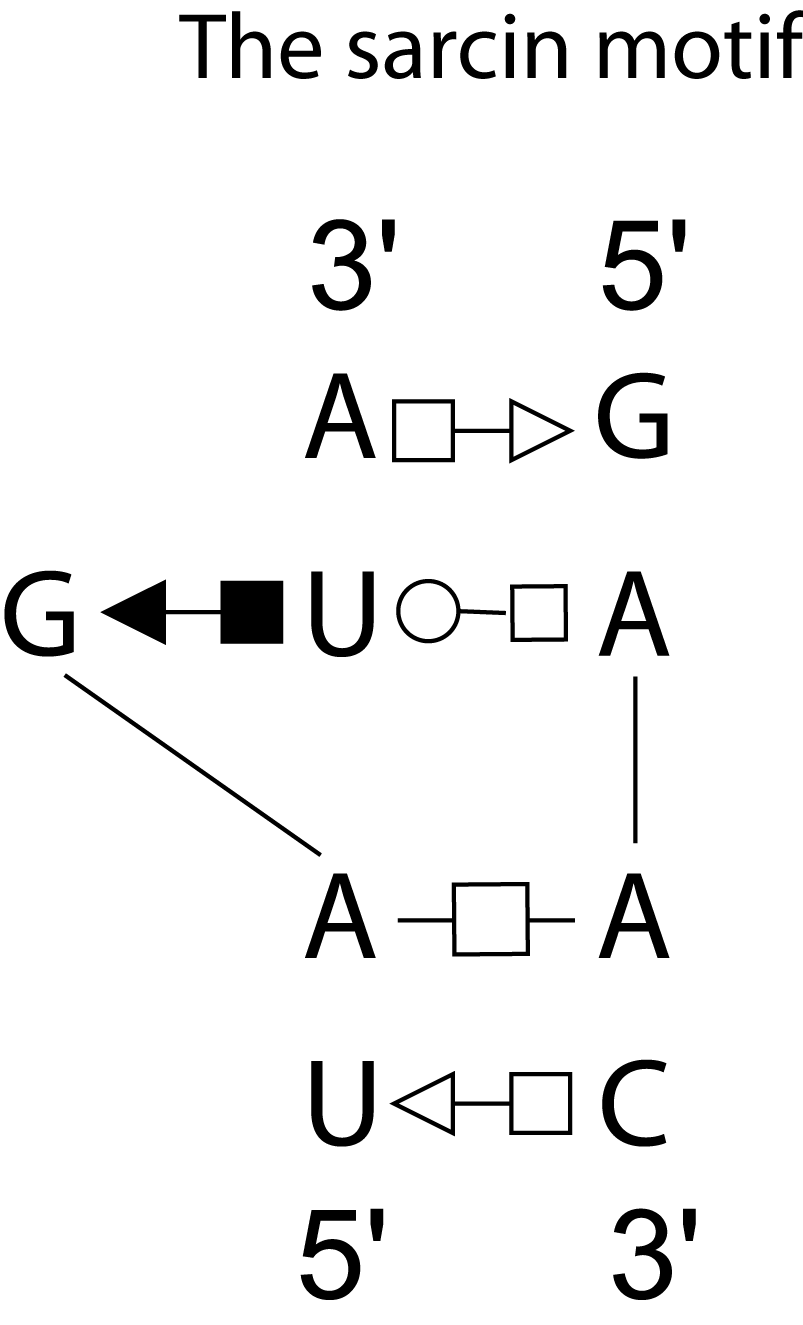 The sarcin motif
3' 5'
A G
G U A
A A
U C
5' 3'